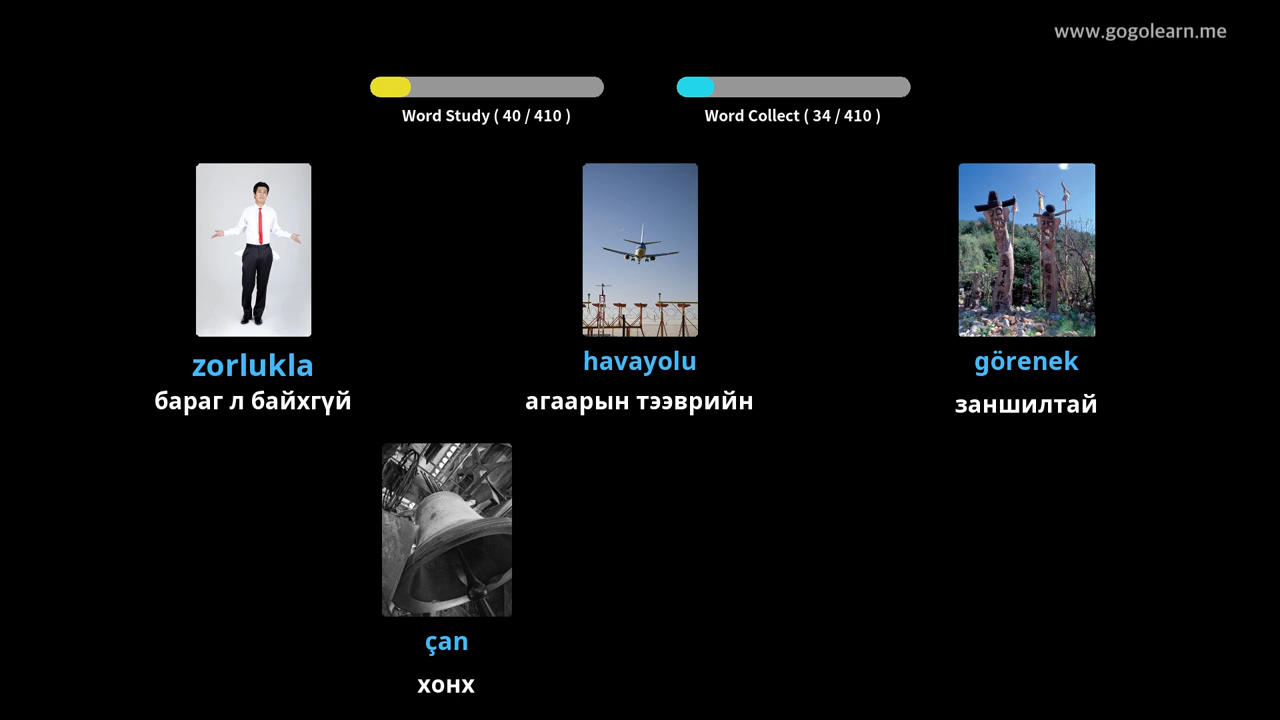 www.gogolearn.me
Word Study ( 40 / 410 )
Word Collect ( 34 / 410 )
zorlukla
бараг л байхгүй
havayolu
агаарын тээврийн
görenek
заншилтай
çan
хонх